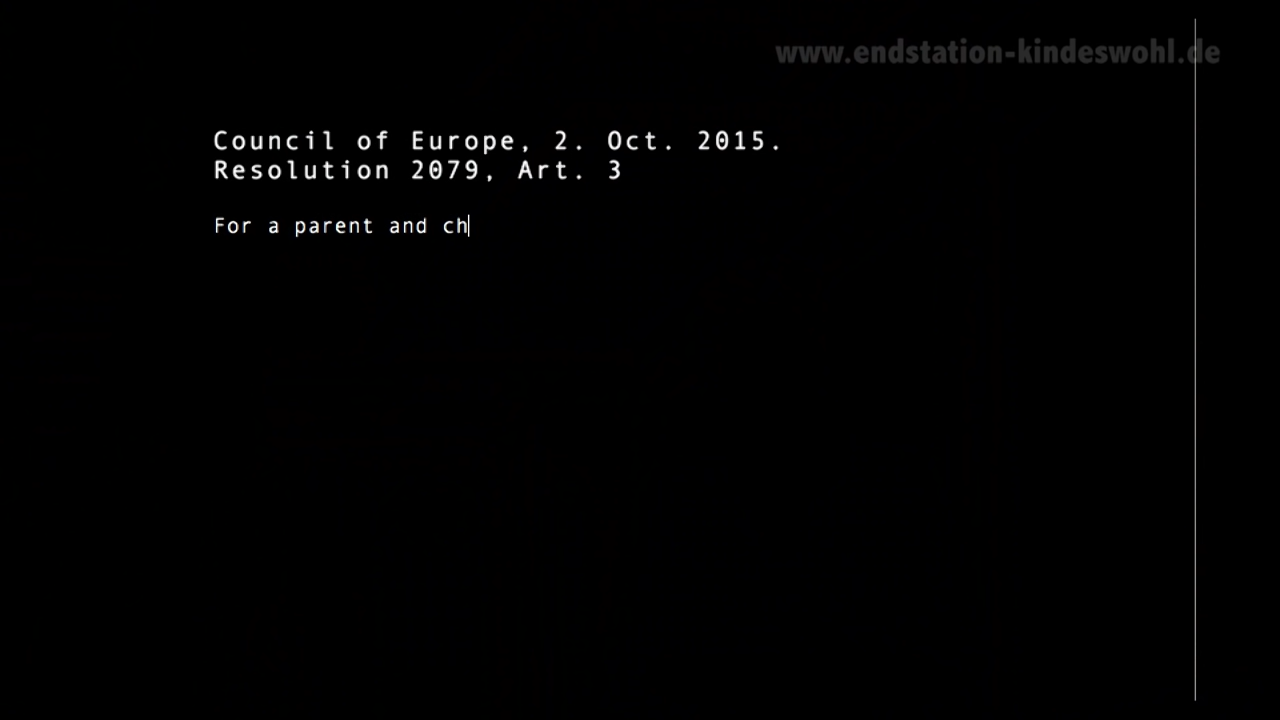 www.endstation-kindeswohl.de
Council of Europe, 2. Oct. 2015.
Resolution 2079, Art. 3
For a parent and ch